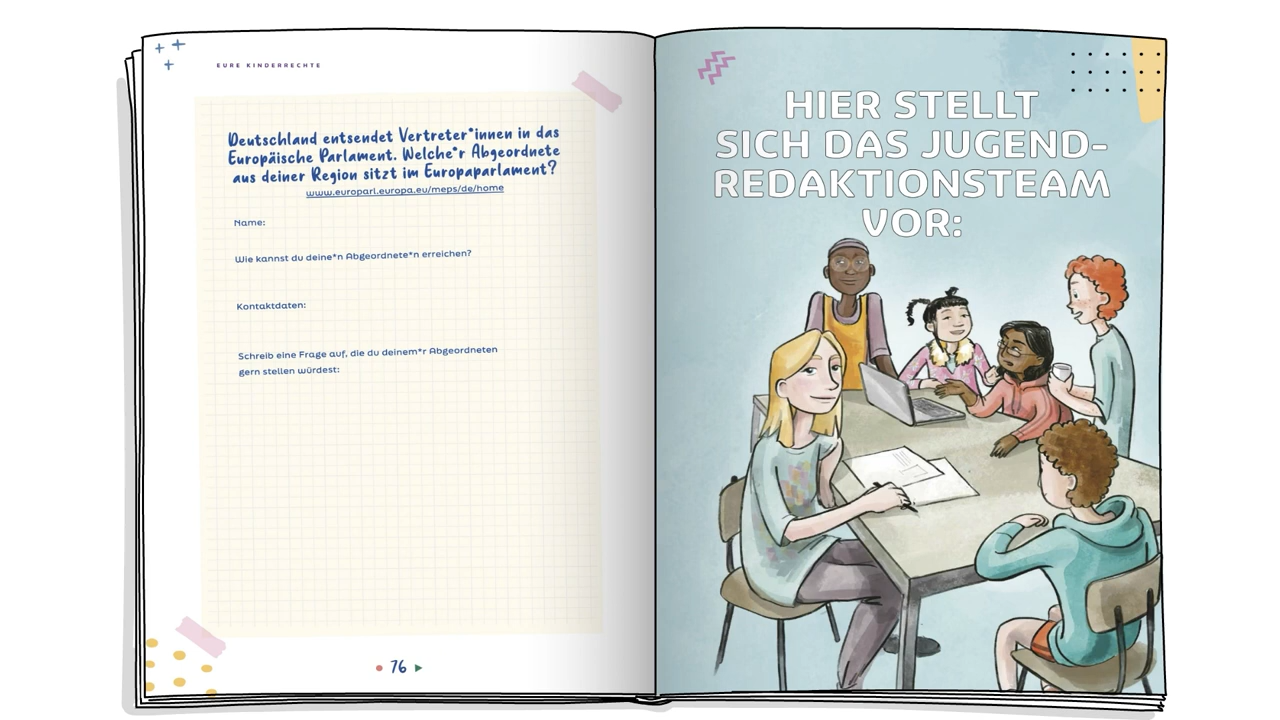 EURE KINDERRECHTE
Deutschland entsendet Vertreter*innen in das
Europäische Parlament. Welche*r Abgeordnete
aus deiner Region sitzt im Europaparlament?
www.europarl.europa.eu/meps/de/home
Name:
Wie kannst du deine*n Abgeordnete*n erreichen?
Kontaktdaten:
Schreib eine Frage auf, die du deinem*r Abgeordneten
gern stellen würdest:
76
HIER STELLT
SICH DAS JUGEND-
REDAKTIONSTEAM
VOR: